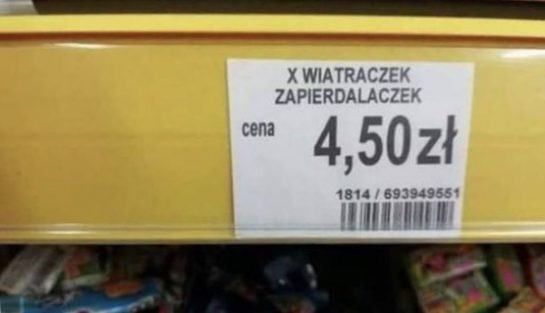 X WIATRACZEK
ZAPIERDALACZEK
cena 4,50zł
1814 / 693949551